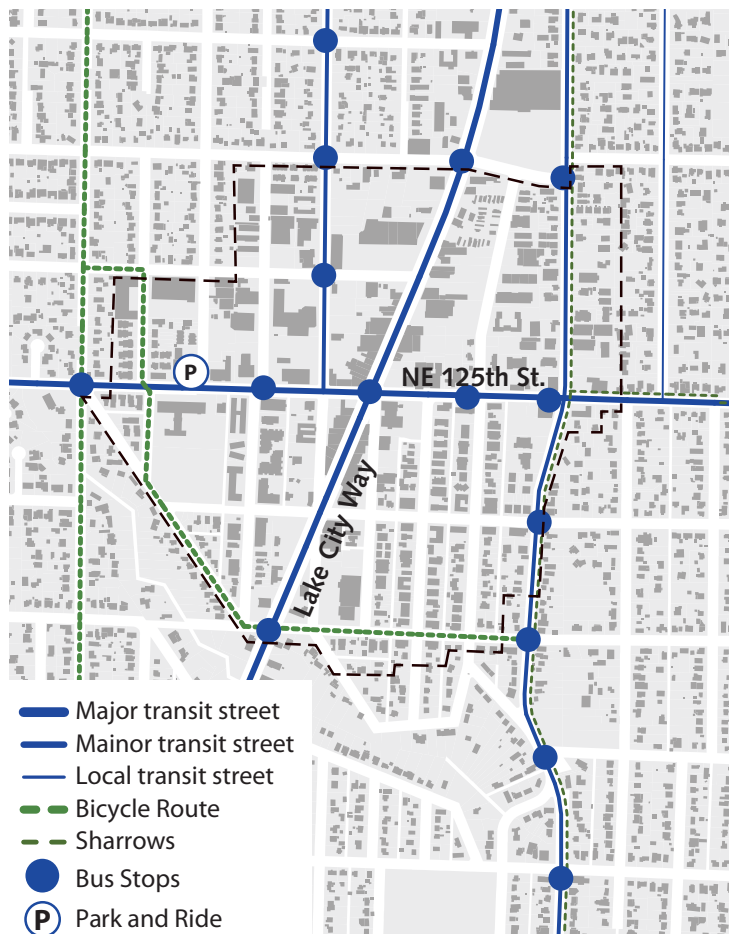 P
NE 125th St.
Lake City Way
Major transit street
Mainor transit street
Local transit street
Bicycle Route
Sharrows
Bus Stops
P Park and Ride